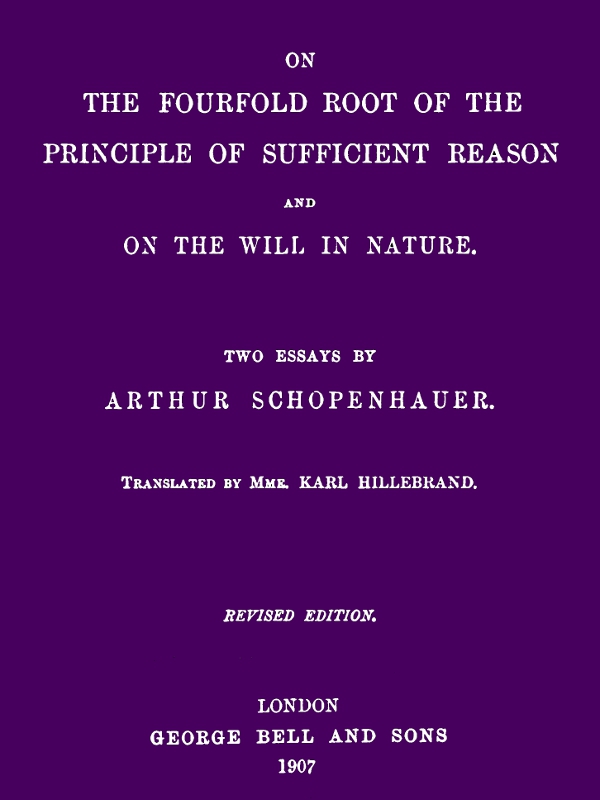 ON
THE FOURFOLD ROOT OF THE
PRINCIPLE OF SUFFICIENT REASON
AND
ON THE WILL IN NATURE.
TWO ESSAYS BY
ARTHUR SCHOPENHAUER.
TRANSLATED BY MME. KARL HILLEBRAND.
REVISED EDITION.
LONDON
GEORGE BELL AND SONS
1907